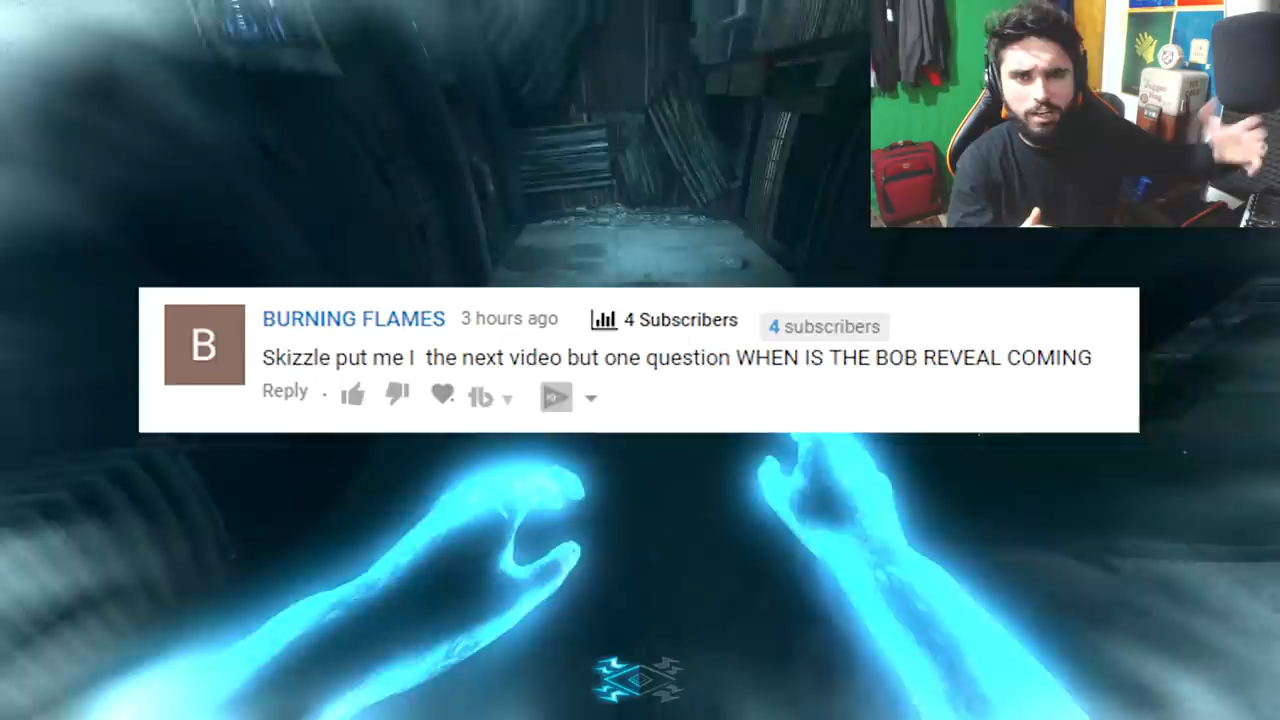 B
BURNING FLAMES 3 hours ago 4 Subscribers 4 subscribers
Skizzle put me I the next video but one question WHEN IS THE BOB REVEAL COMING
Reply